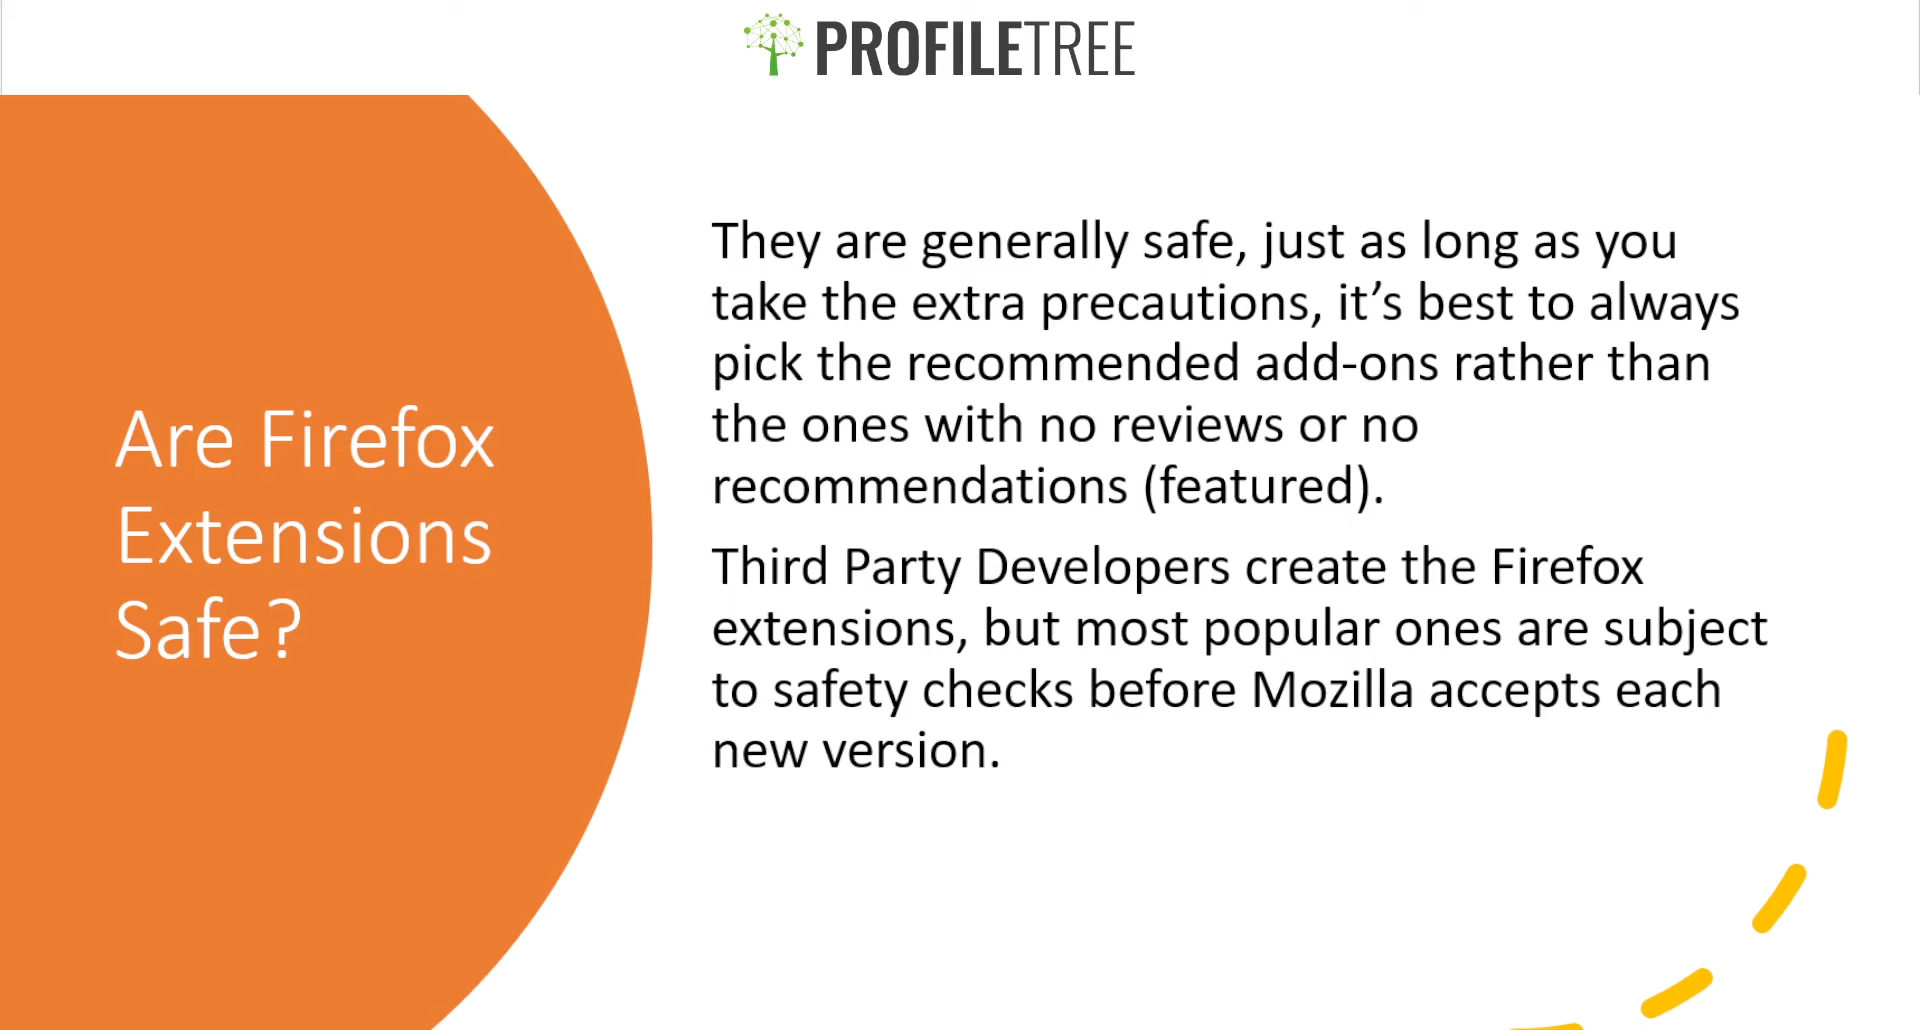 PROFILETREE
Are Firefox
Extensions
Safe?
They are generally safe, just as long as you
take the extra precautions, it’s best to always
pick the recommended add-ons rather than
the ones with no reviews or no
recommendations (featured).
Third Party Developers create the Firefox
extensions, but most popular ones are subject
to safety checks before Mozilla accepts each
new version.